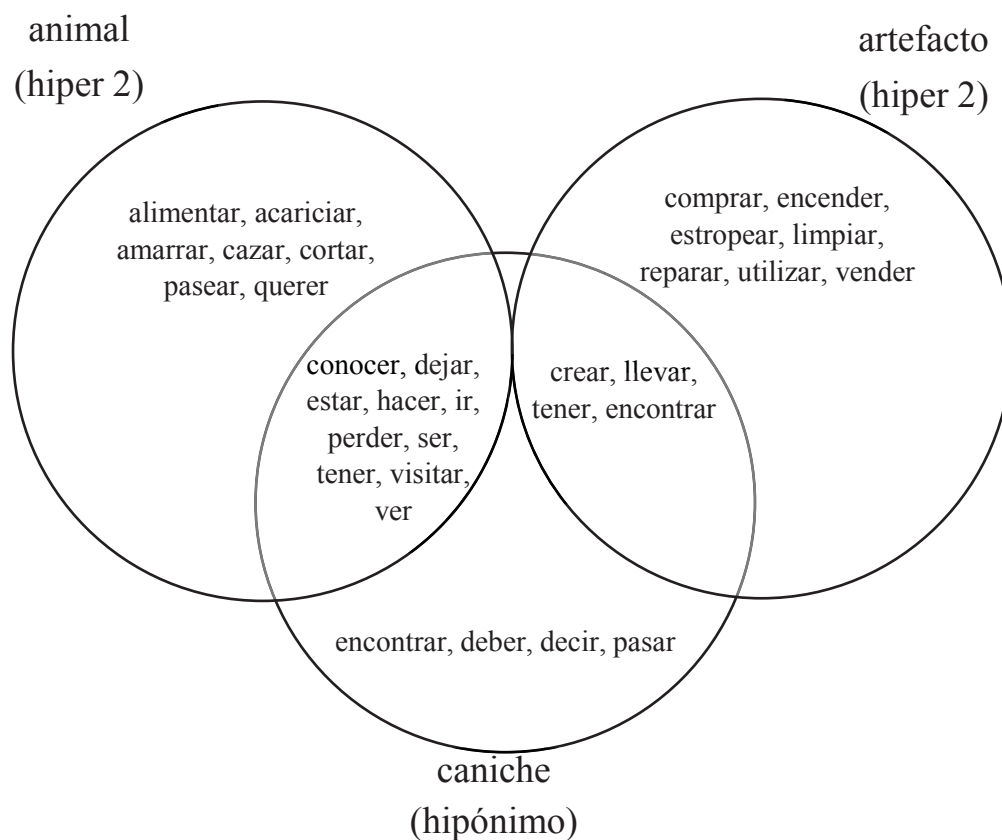 animal
(hiper 2)
artefacto
(hiper 2)
alimentar, acariciar,
amarrar, cazar, cortar,
pasear, querer
comprar, encender,
estropear, limpiar,
reparar, utilizar, vender
conocer, dejar,
estar, hacer, ir,
perder, ser,
tener, visitar,
ver
crear, llevar,
tener, encontrar
encontrar, deber, decir, pasar
caniche
(hipónimo)